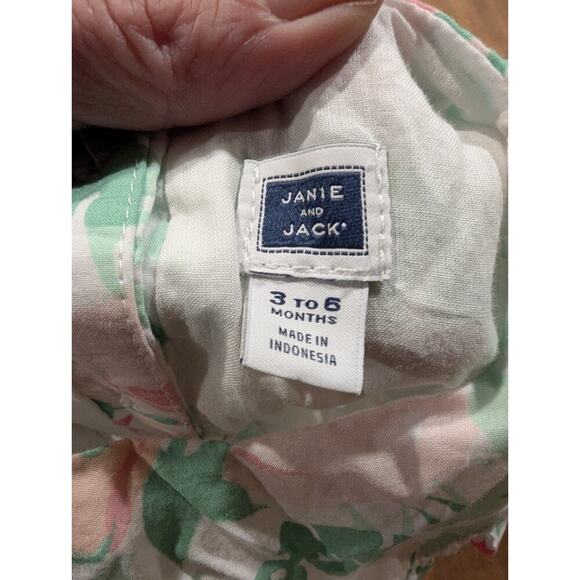 JANIE
AND
JACK®
3 TO 6
MONTHS
MADE IN
INDONESIA